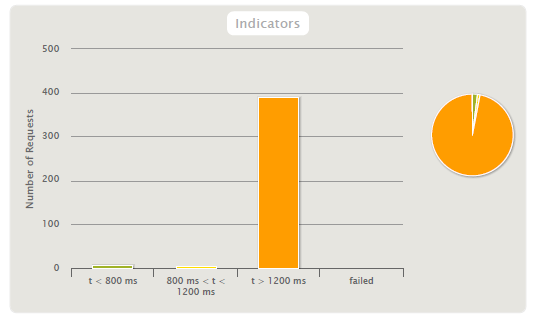 Indicators
Number of Requests
500
400
300
200
100
0
t < 800 ms
800 ms < t <
1200 ms
t > 1200 ms
failed